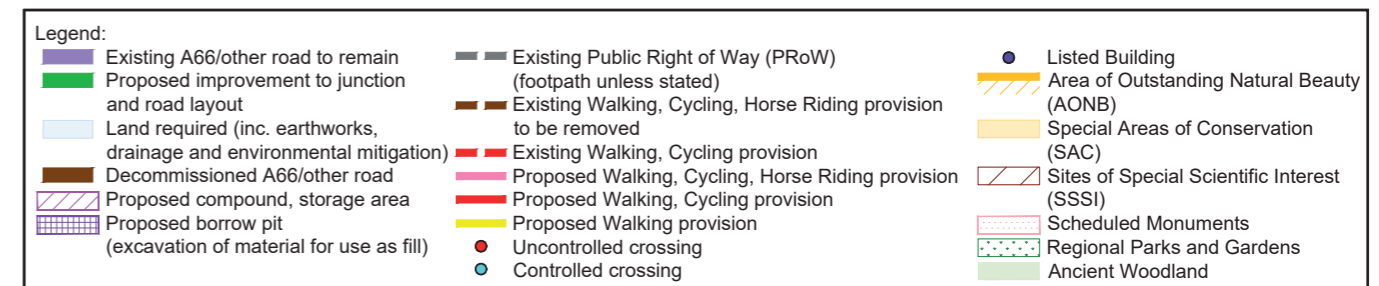 Legend:
Existing A66/other road to remain
Proposed improvement to junction
and road layout
Land required (inc. earthworks,
drainage and environmental mitigation)
Decommissioned A66/other road
Proposed compound, storage area
Proposed borrow pit
(excavation of material for use as fill)
Existing Public Right of Way (PRoW)
(footpath unless stated)
Existing Walking, Cycling, Horse Riding provision
to be removed
Existing Walking, Cycling provision
Proposed Walking, Cycling, Horse Riding provision
Proposed Walking, Cycling provision
Proposed Walking provision
Uncontrolled crossing
Controlled crossing
Listed Building
Area of Outstanding Natural Beauty
(AONB)
Special Areas of Conservation
(SAC)
Sites of Special Scientific Interest
(SSSI)
Scheduled Monuments
Regional Parks and Gardens
Ancient Woodland